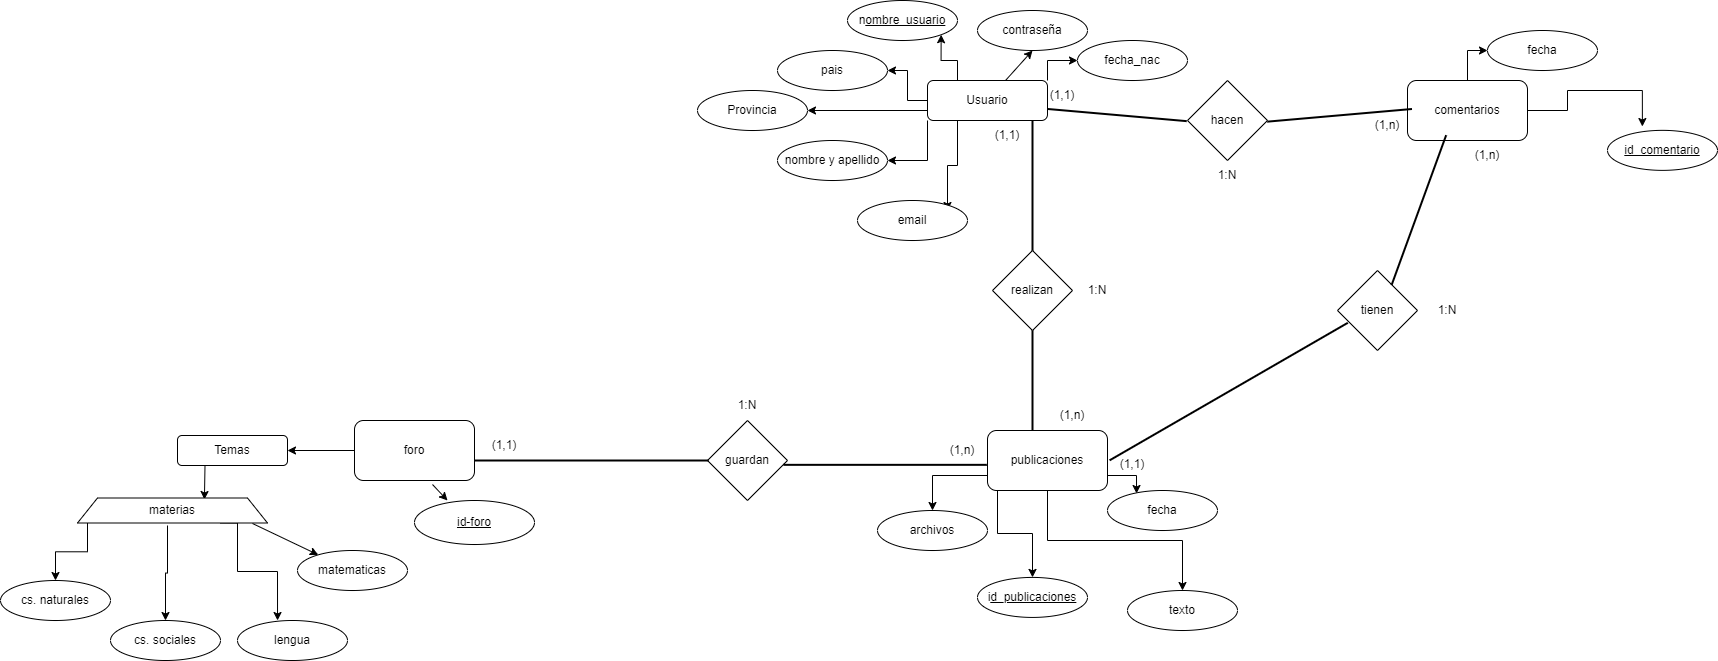 nombre_usuario
contraseña
fecha
pais
fecha_nac
Usuario
(1,1)
Provincia
hacen
comentarios
(1,n)
(1,1)
nombre y apellido
(1,n)
id_comentario
1:N
email
realizan
1:N
tienen
1:N
1:N
(1,n)
Temas
foro
(1,1)
guardan
(1,n)
publicaciones
(1,1)
materias
id-foro
archivos
fecha
matematicas
cs. naturales
id_publicaciones
texto
cs. sociales
lengua